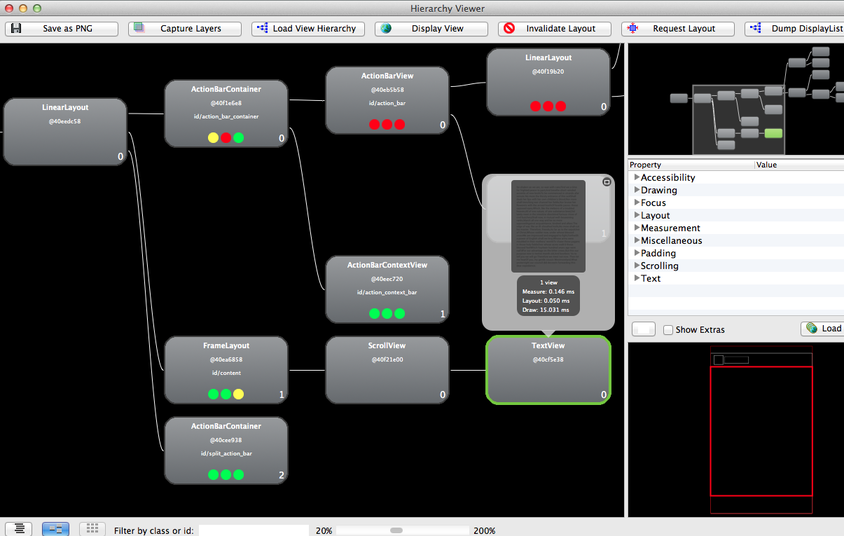 Hierarchy Viewer
Save as PNG
Capture Layers
Load View Hierarchy
Display View
Invalidate Layout
Request Layout
Dump DisplayList
LinearLayout
@40eedc58
0
ActionBarContainer
@40f1e6e8
id/action_bar_container
0
ActionBarView
@40eb5b58
id/action_bar
0
LinearLayout
@40f19b20
0
1
1 view
Measure: 0.146 ms
Layout: 0.050 ms
Draw: 15.031 ms
ActionBarContextView
@40eec720
id/action_context_bar
1
FrameLayout
@40ea6858
id/content
1
ScrollView
@40f21e00
0
TextView
@40cf5e38
0
ActionBarContainer
@40cee938
id/split_action_bar
2
Property
Value
Accessibility
Drawing
Focus
Layout
Measurement
Miscellaneous
Padding
Scrolling
Text
Show Extras
Load
Filter by class or id:
20%
200%